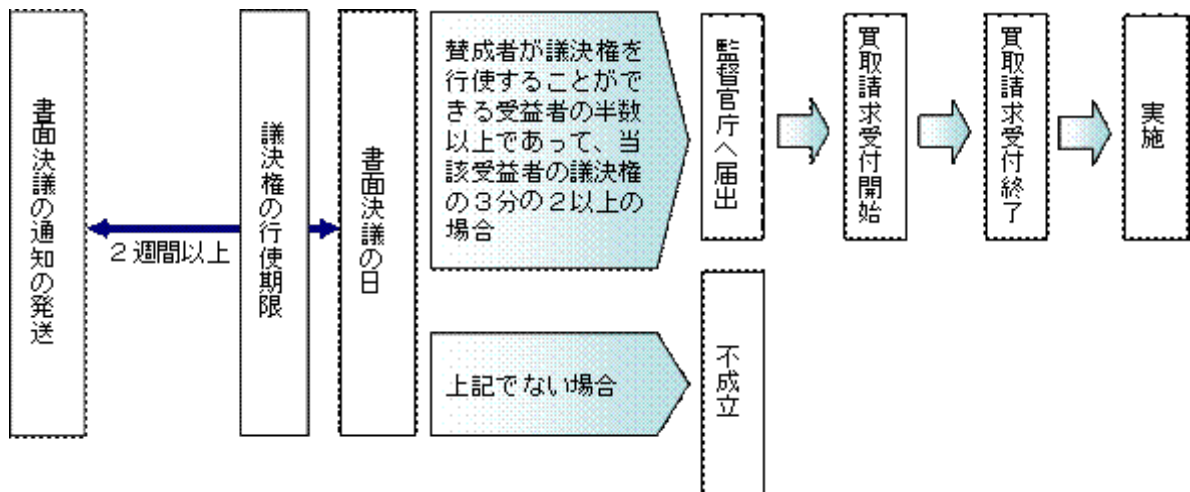 書面決議の通知の発送
２週間以上
議決権の行使期限
書面決議の日
賛成者が議決権を
行使することがで
きる受益者の半数
以上であって、当
該受益者の議決権
の３分の２以上の
場合
監督官庁へ届出
買取請求受付開始
買取請求受付終了
実施
上記でない場合
不成立